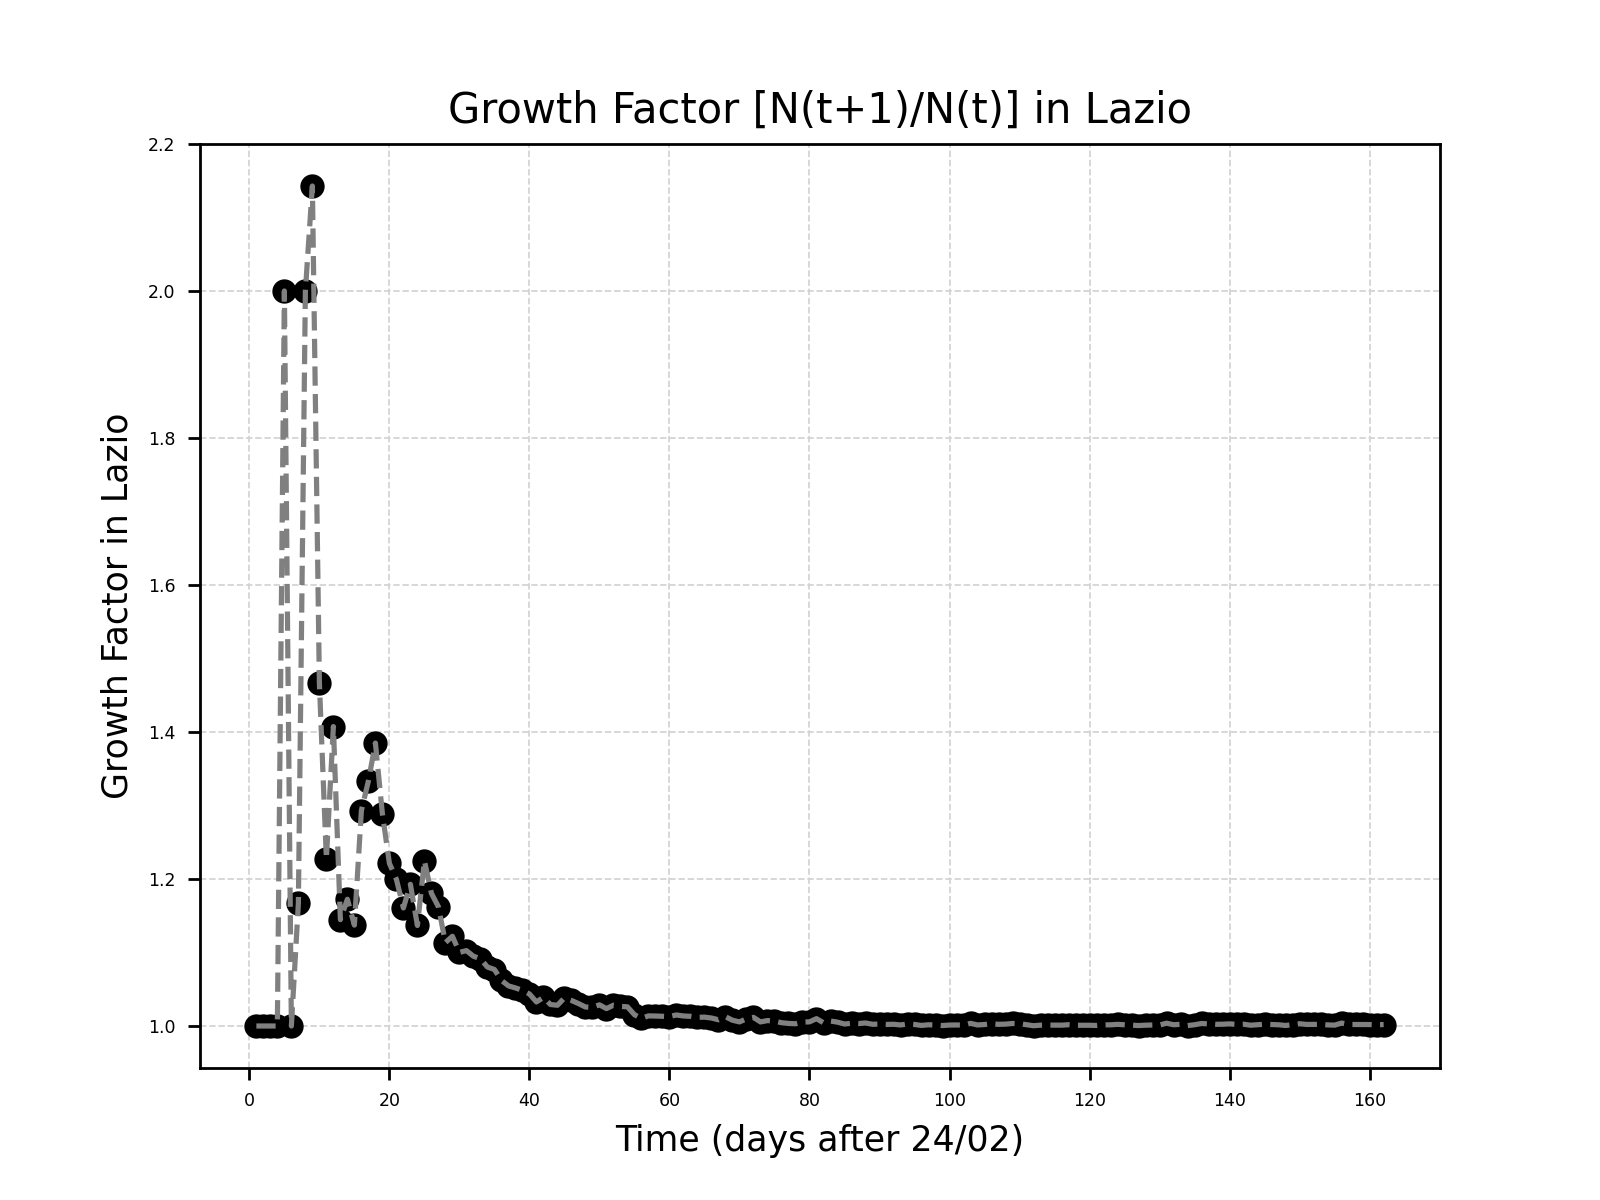 Growth Factor [N(t+1)/N(t)] in Lazio
Growth Factor in Lazio
2.2
2.0
1.8
1.6
1.4
1.2
1.0
0 20 40 60 80 100 120 140 160
Time (days after 24/02)